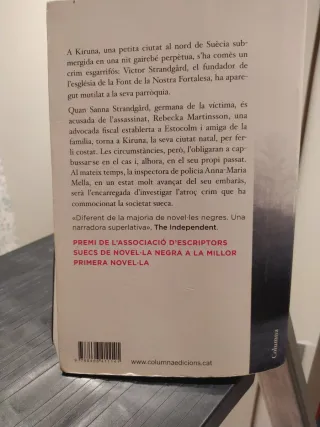 A Kiruna, una petita ciutat al nord de Suècia sub-
mergida en una nit gairebé perpètua, s'ha comès un
crim esgarrifós: Victor Strandgård, el fundador de
l'església de la Font de la Nostra Fortalesa, ha apare-
gut mutilat a la seva parròquia.
Quan Sanna Strandgård, germana de la víctima, és
acusada de l'assassinat, Rebecka Martinsson, una
advocada fiscal establerta a Estocolm i amiga de la
família, torna a Kiruna, la seva ciutat natal, per fer-
li costat. Les circumstàncies, però, l'obligaran a cap-
bussar-se en el cas i, alhora, en el seu propi passat.
Al mateix temps, la inspectora de policia Anna-Maria
Mella, en un estat molt avançat del seu embaràs,
serà l'encarregada d'investigar l'atroç crim que ha
commocionat la societat sueca.
«Diferent de la majoria de novel·les negres. Una
narradora superlativa». The Independent.
PREMI DE L'ASSOCIACIÓ D'ESCRIPTORS
SUECS DE NOVEL·LA NEGRA A LA MILLOR
PRIMERA NOVEL·LA
www.columnaedicions.cat
Columna